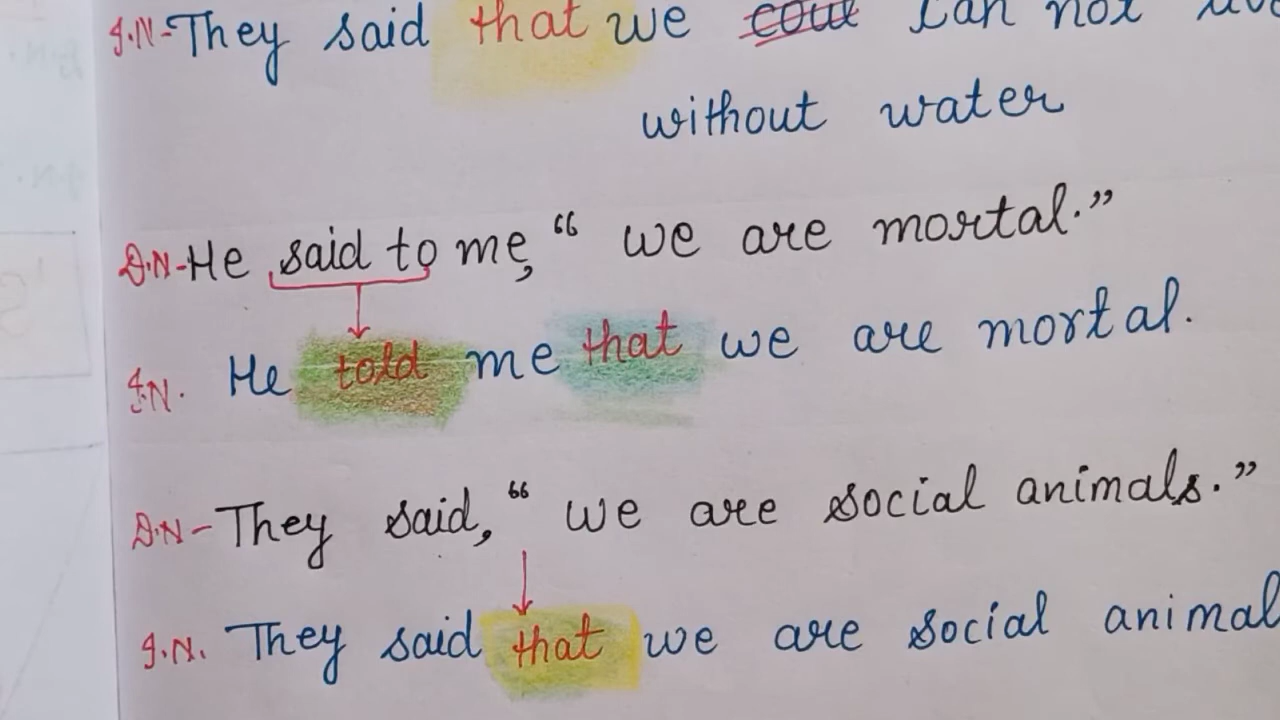 I.N-They said that we can not
without water
D.N-He said to me, "we are mortal."
I.N. He told me that we are mortal.
D.N-They said, "we are social animals."
I.N. They said that we are social animal